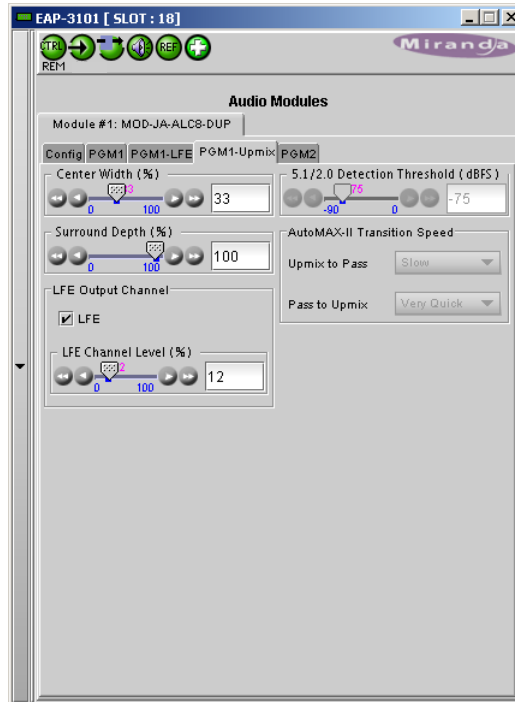 EAP-3101 [ SLOT : 18]
CTRL
REF
REM
Miranda
Audio Modules
Module #1: MOD-JA-ALC8-DUP
Config PGM1 PGM1-LFE PGM1-Upmix PGM2
Center Width (%)
33
0 100
Surround Depth (%)
100
0 100
LFE Output Channel
LFE
LFE Channel Level (%)
12
0 100
5.1/2.0 Detection Threshold ( dBFS )
75
-75
-90 0
AutoMAX-II Transition Speed
Upmix to Pass Slow
Pass to Upmix Very Quick